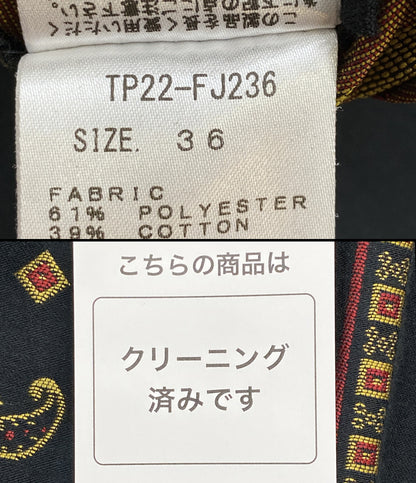 TP22-FJ236
SIZE. 36
FABRIC
61% POLYESTER
39% COTTON
こちらの商品は
クリーニング
済みです